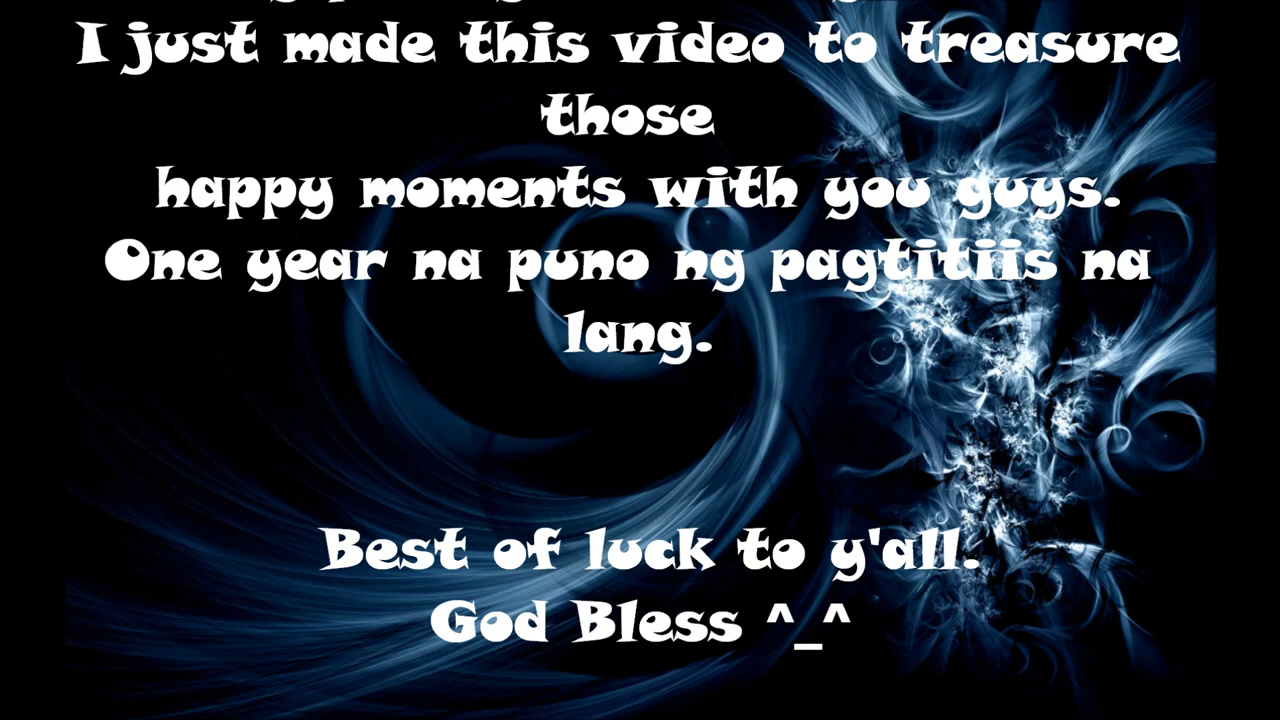 I just made this video to treasure
those
happy moments with you guys.
One year na puno ng pagtitiis na
lang.
Best of luck to y'all.
God Bless ^_^